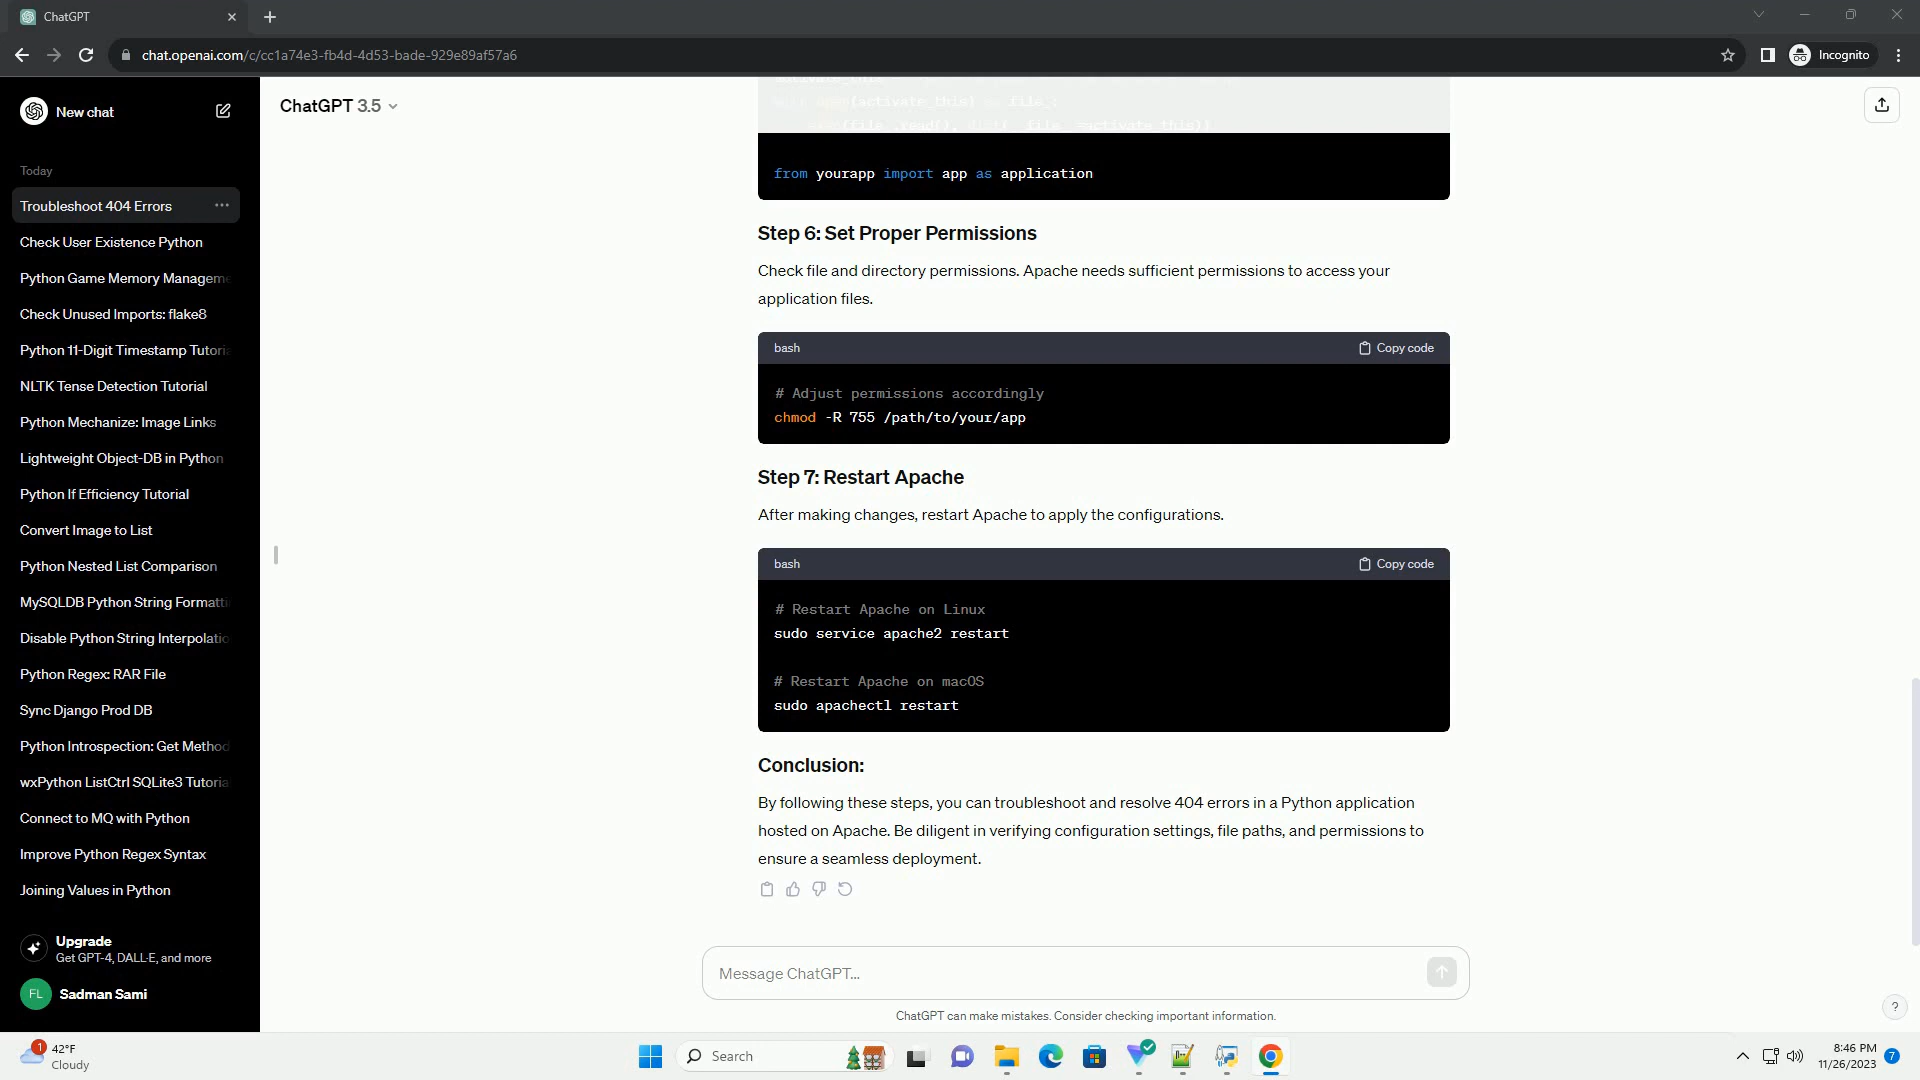 ChatGPT
chat.openai.com/c/cc1a74e3-fb4d-4d53-bade-929e89af57a6
Incognito
New chat
ChatGPT 3.5
Today
Troubleshoot 404 Errors
Check User Existence Python
Python Game Memory Manageme
Check Unused Imports: flake8
Python 11-Digit Timestamp Tutoria
NLTK Tense Detection Tutorial
Python Mechanize: Image Links
Lightweight Object-DB in Python
Python If Efficiency Tutorial
Convert Image to List
Python Nested List Comparison
MySQLDB Python String Formatti
Disable Python String Interpolatio
Python Regex: RAR File
Sync Django Prod DB
Python Introspection: Get Method
wxPython ListCtrl SQLite3 Tutoria
Connect to MQ with Python
Improve Python Regex Syntax
Joining Values in Python
Upgrade
Get GPT-4, DALL·E, and more
FL
Sadman Sami
(activate_this) as file_:
from yourapp import app as application
Step 6: Set Proper Permissions
Check file and directory permissions. Apache needs sufficient permissions to access your
application files.
bash
Copy code
# Adjust permissions accordingly
chmod -R 755 /path/to/your/app
Step 7: Restart Apache
After making changes, restart Apache to apply the configurations.
bash
Copy code
# Restart Apache on Linux
sudo service apache2 restart
# Restart Apache on macOS
sudo apachectl restart
Conclusion:
By following these steps, you can troubleshoot and resolve 404 errors in a Python application
hosted on Apache. Be diligent in verifying configuration settings, file paths, and permissions to
ensure a seamless deployment.
Message ChatGPT...
ChatGPT can make mistakes. Consider checking important information.
?
1
42°F
Cloudy
Search
8:46 PM
11/26/2023
7